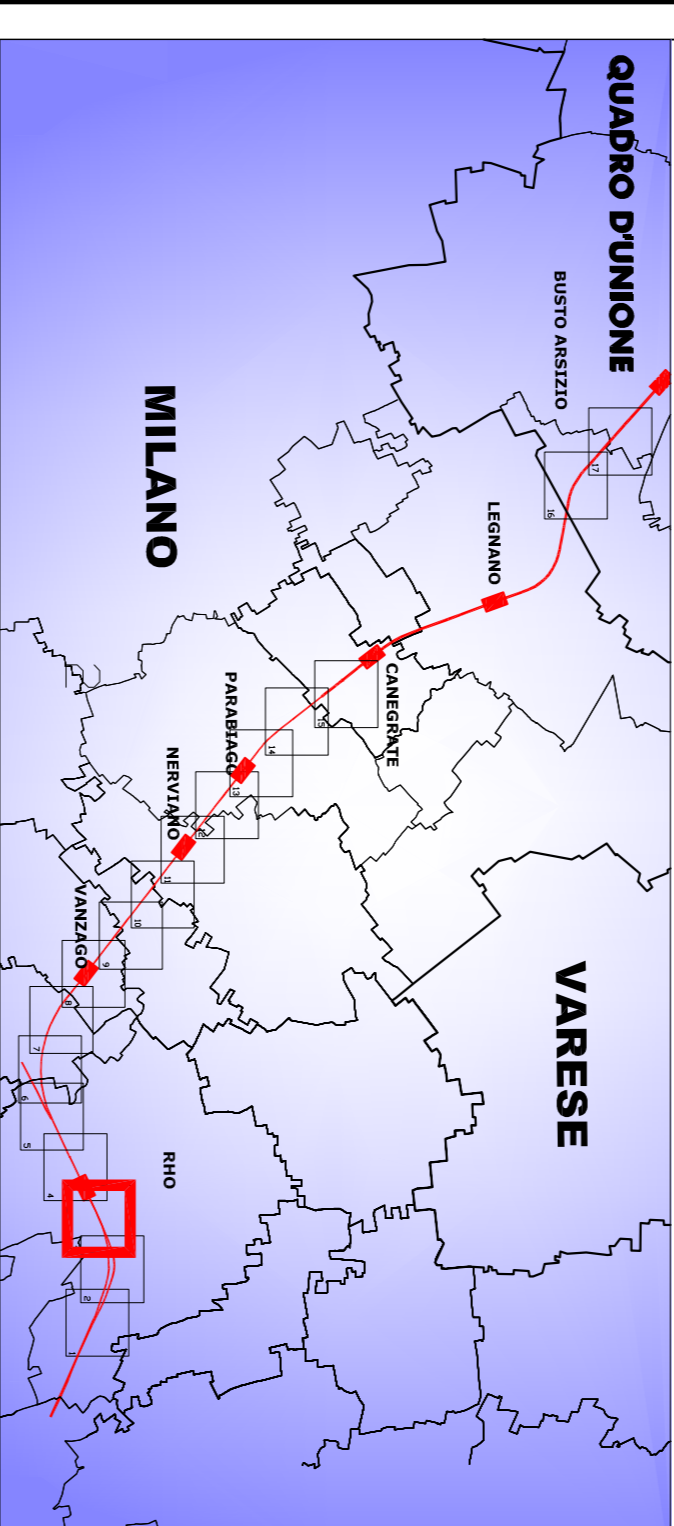 QUADRO D'UNIONE
BUSTO ARSIZIO
17
16
LEGNANO
MILANO
CANEGRATE
15
PARABIAGO
14
13
NERVIANO
12
11
10
VANZAGO
9
8
VARESE
7
6
5
RHO
4
2
1